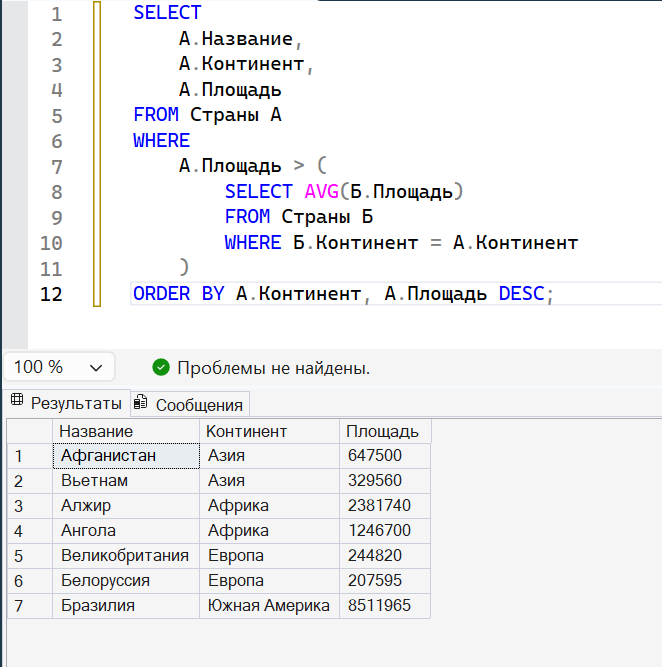 1 SELECT
2 А.Название,
3 А.Континент,
4 А.Площадь
5 FROM Страны А
6 WHERE
7 А.Площадь > (
8 SELECT AVG(Б.Площадь)
9 FROM Страны Б
10 WHERE Б.Континент = А.Континент
11 )
12 ORDER BY А.Континент, А.Площадь DESC;
100 % Проблемы не найдены.
Результаты Сообщения
Название Континент Площадь
1 Афганистан Азия 647500
2 Вьетнам Азия 329560
3 Алжир Африка 2381740
4 Ангола Африка 1246700
5 Великобритания Европа 244820
6 Белоруссия Европа 207595
7 Бразилия Южная Америка 8511965